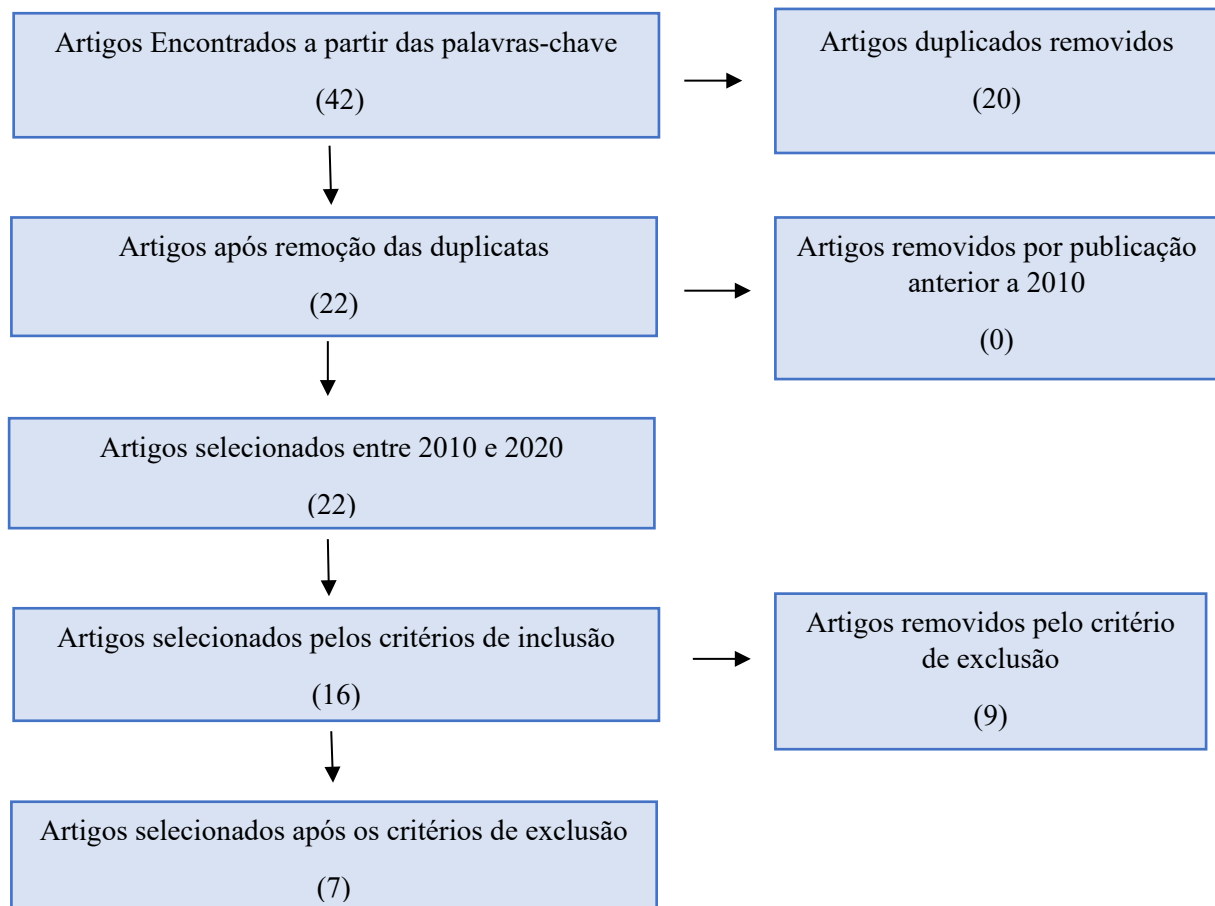 Artigos Encontrados a partir das palavras-chave
(42)
Artigos duplicados removidos
(20)
Artigos após remoção das duplicatas
(22)
Artigos removidos por publicação
anterior a 2010
(0)
Artigos selecionados entre 2010 e 2020
(22)
Artigos selecionados pelos critérios de inclusão
(16)
Artigos removidos pelo critério
de exclusão
(9)
Artigos selecionados após os critérios de exclusão
(7)